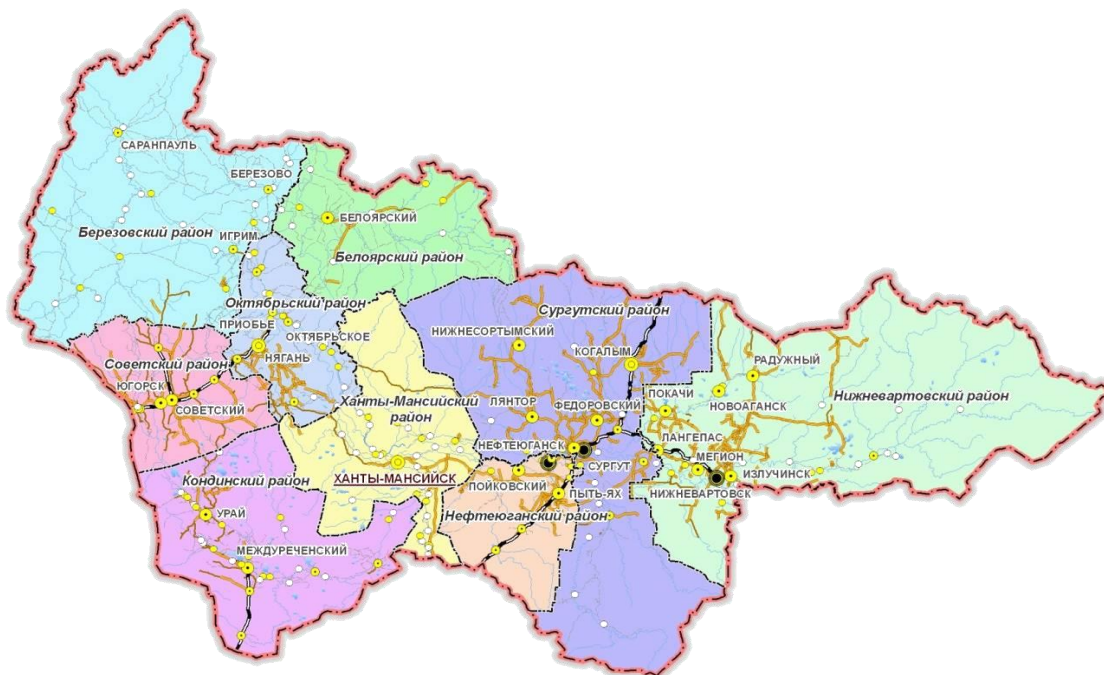 САРАНПАУЛЬ
БЕРЕЗОВО
БЕЛОЯРСКИЙ
Березовский район
ИГРИМ
Белоярский район
Октябрьский район
Сургутский район
ПРИОБЬЕ
ОКТЯБРЬСКОЕ
НИЖНЕСОРТЫМСКИЙ
КОГАЛЫМ
НЯГАНЬ
Советский район
РАДУЖНЫЙ
ЮГОРСК
СОВЕТСКИЙ
Ханты-Мансийский
район
ЛЯНТОР
ФЕДОРОВСКИЙ
ПОКАЧИ
НОВОАГАНСК
Нижневартовский район
НЕФТЕЮГАНСК
ЛАНГЕПАС
МЕГИОН
СУРГУТ
ИЗЛУЧИНСК
Кондинский район
ХАНТЫ-МАНСИЙСК
ПОЙКОВСКИЙ
ПЫТЬ-ЯХ
НИЖНЕВАРТОВСК
УРАЙ
Нефтеюганский район
МЕЖДУРЕЧЕНСКИЙ